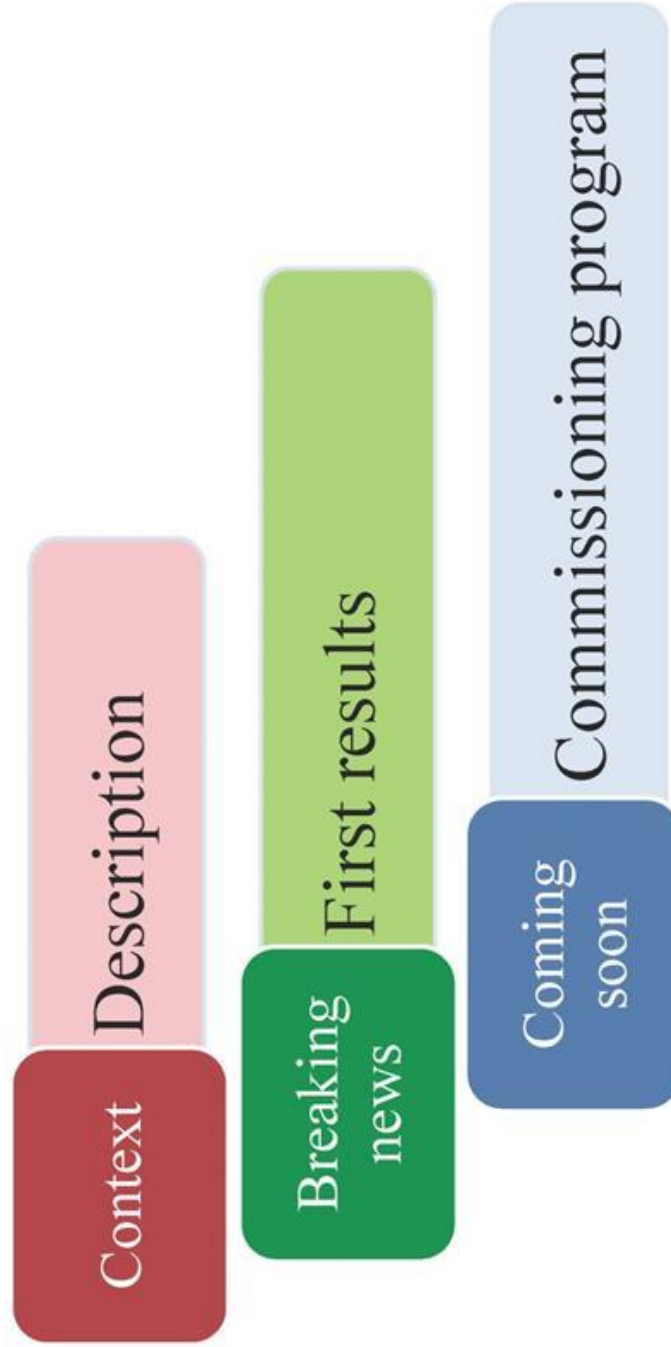 Context
Description
Breaking
news
First results
Coming
soon
Commissioning program